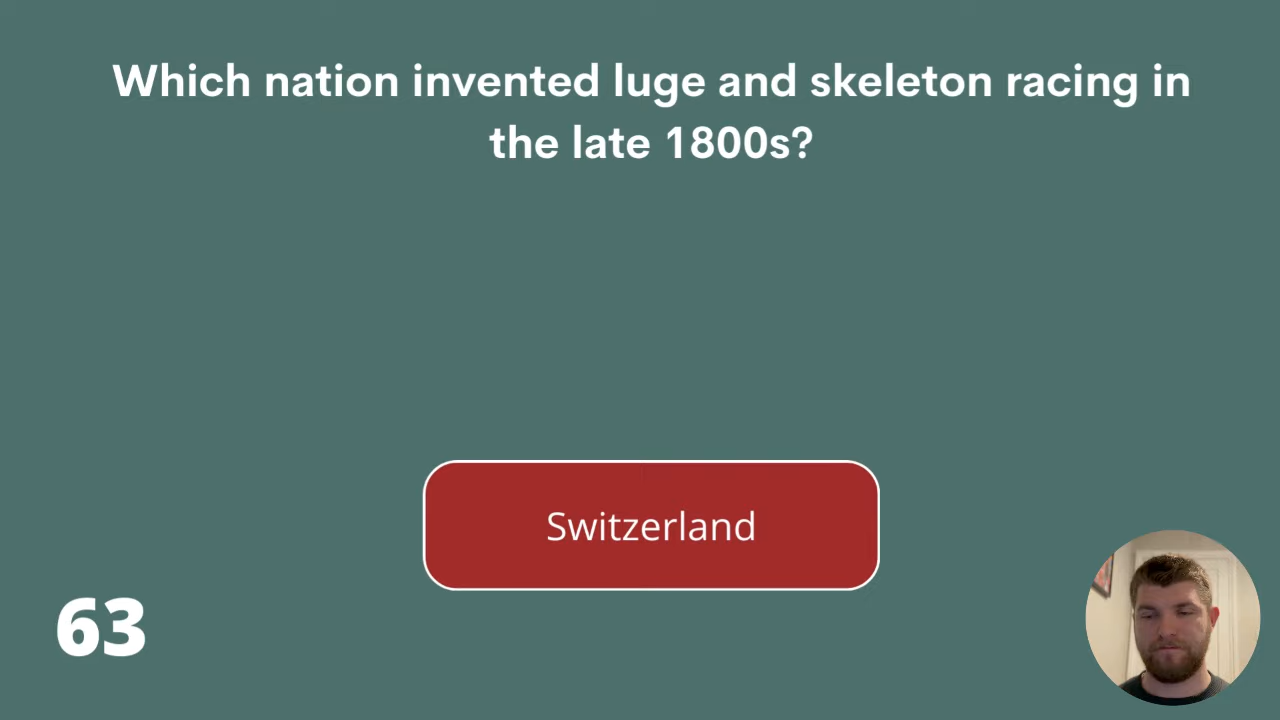 Which nation invented luge and skeleton racing in
the late 1800s?
Switzerland
63